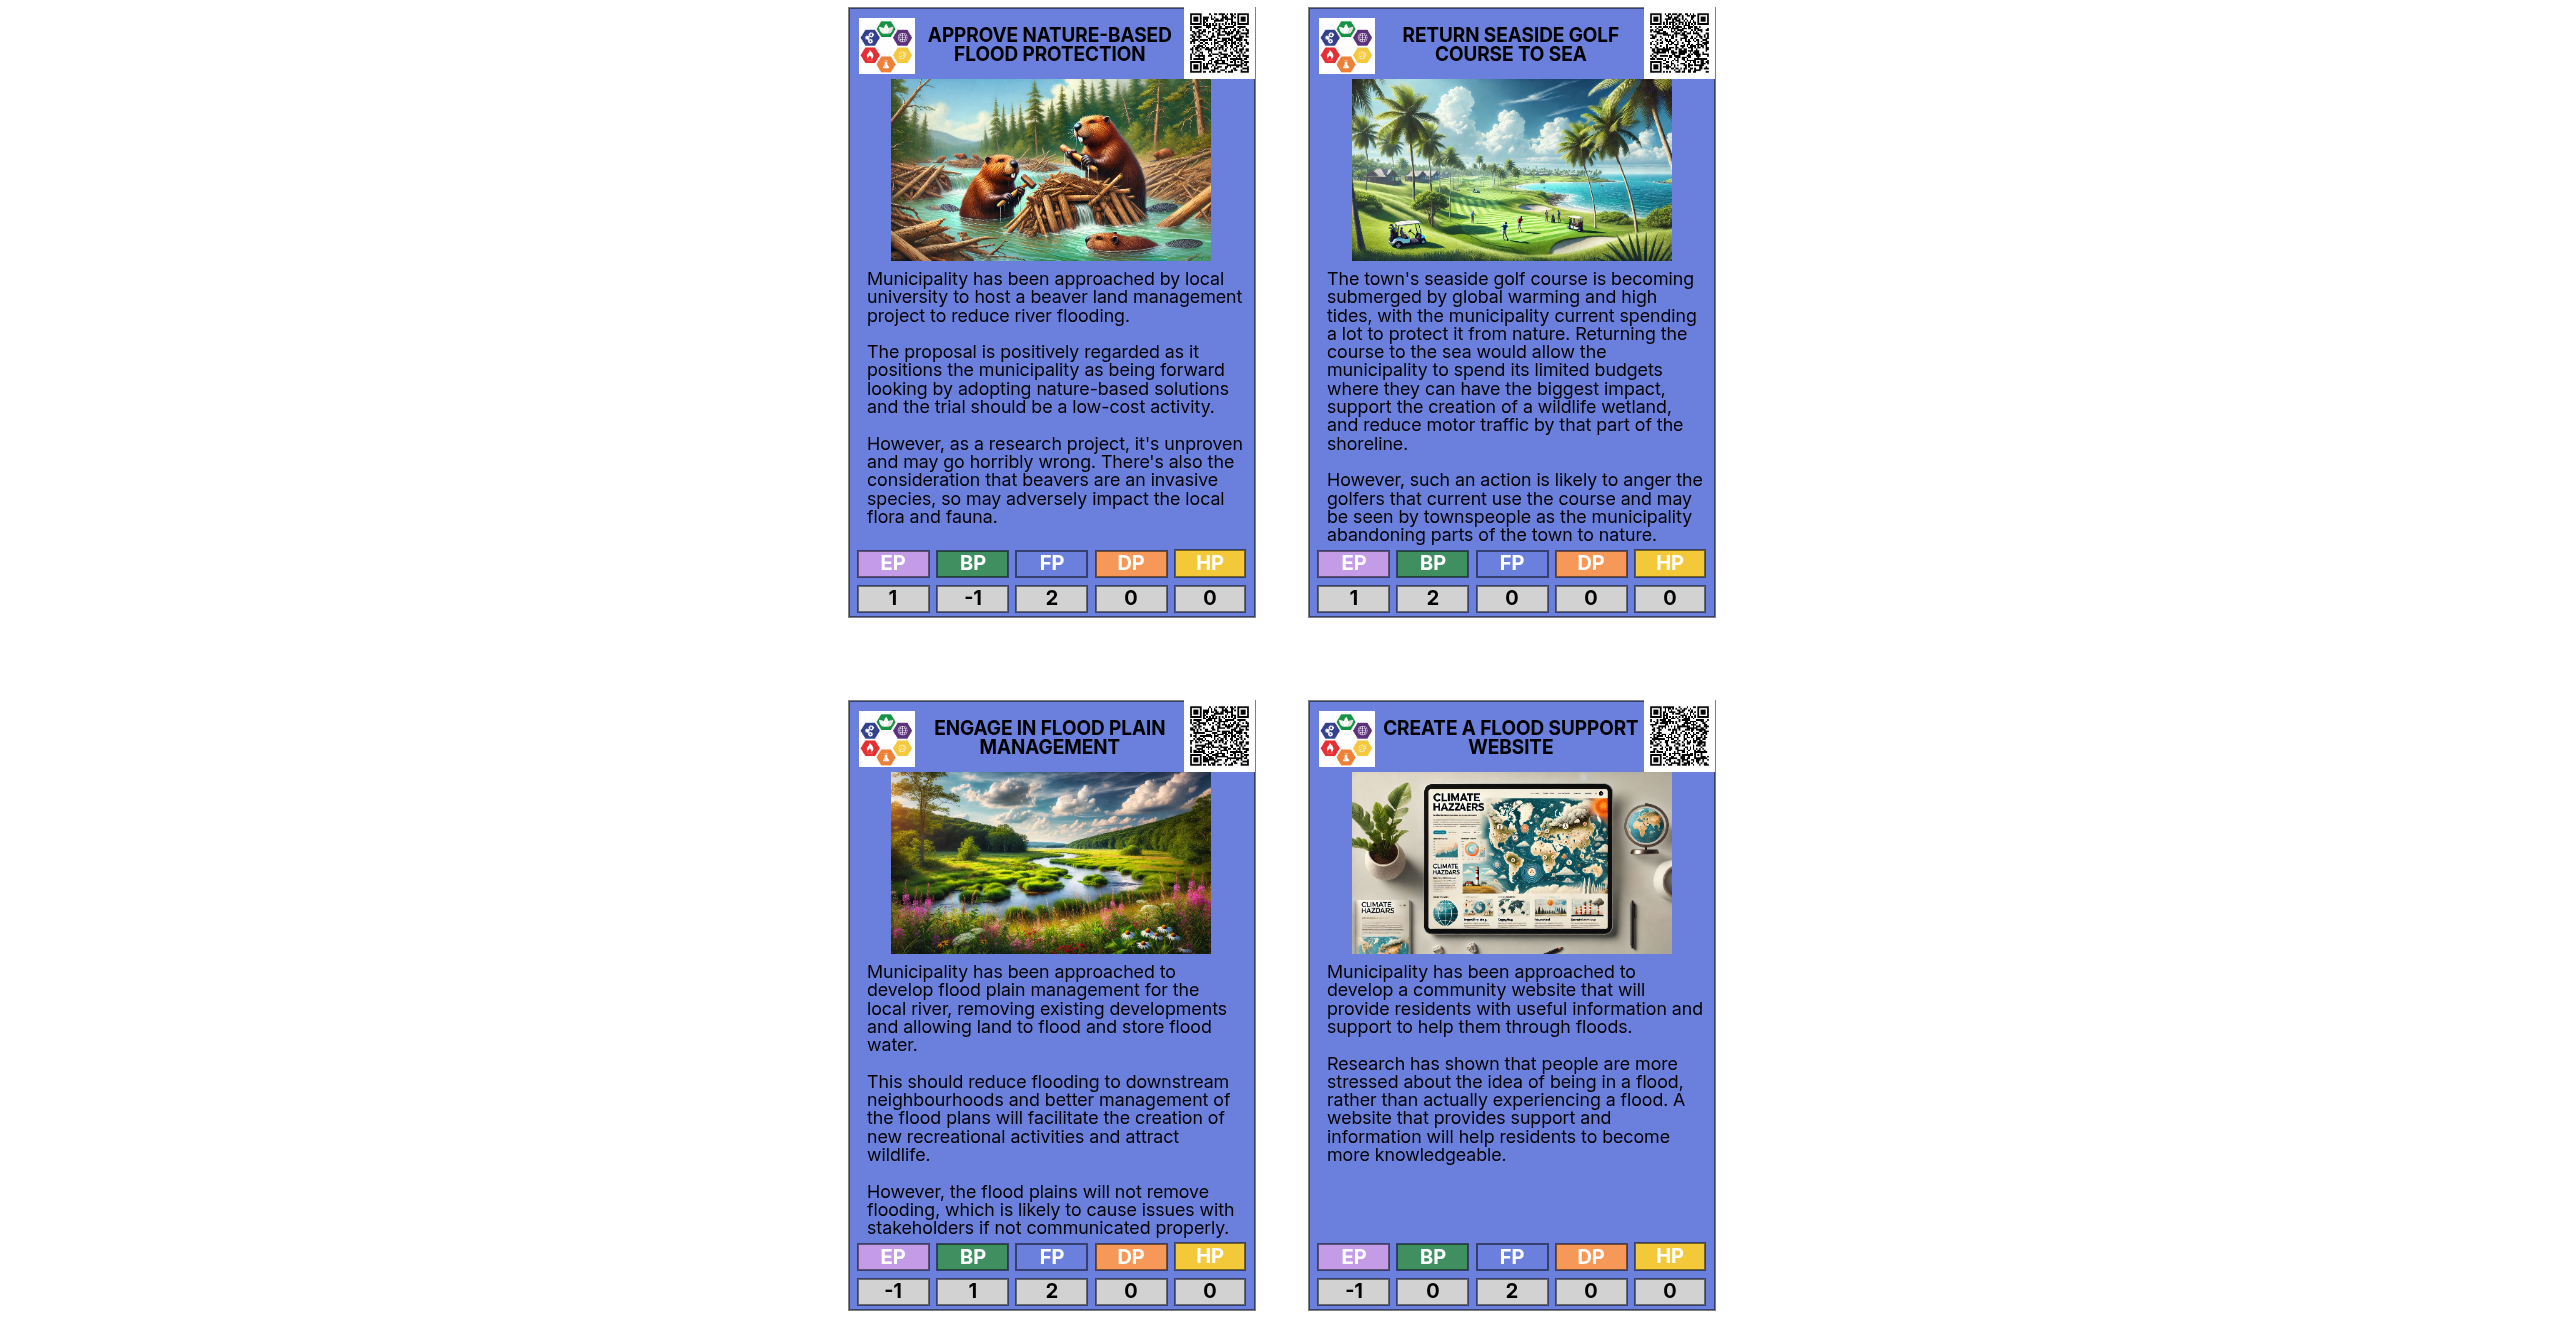 APPROVE NATURE-BASED
FLOOD PROTECTION
Municipality has been approached by local
university to host a beaver land management
project to reduce river flooding.
The proposal is positively regarded as it
positions the municipality as being forward
looking by adopting nature-based solutions
and the trial should be a low-cost activity.
However, as a research project, it's unproven
and may go horribly wrong. There's also the
consideration that beavers are an invasive
species, so may adversely impact the local
flora and fauna.
EP BP FP DP HP
1 -1 2 0 0
RETURN SEASIDE GOLF
COURSE TO SEA
The town's seaside golf course is becoming
submerged by global warming and high
tides, with the municipality current spending
a lot to protect it from nature. Returning the
course to the sea would allow the
municipality to spend its limited budgets
where they can have the biggest impact,
support the creation of a wildlife wetland,
and reduce motor traffic by that part of the
shoreline.
However, such an action is likely to anger the
golfers that current use the course and may
be seen by townspeople as the municipality
abandoning parts of the town to nature.
EP BP FP DP HP
1 2 0 0 0
ENGAGE IN FLOOD PLAIN
MANAGEMENT
Municipality has been approached to
develop flood plain management for the
local river, removing existing developments
and allowing land to flood and store flood
water.
This should reduce flooding to downstream
neighbourhoods and better management of
the flood plans will facilitate the creation of
new recreational activities and attract
wildlife.
However, the flood plains will not remove
flooding, which is likely to cause issues with
stakeholders if not communicated properly.
EP BP FP DP HP
-1 1 2 0 0
CREATE A FLOOD SUPPORT
WEBSITE
CLIMATE
HAZZAERS
CLIMATE
HAZDARS
CLIMATE
HAZDARS
Municipality has been approached to
develop a community website that will
provide residents with useful information and
support to help them through floods.
Research has shown that people are more
stressed about the idea of being in a flood,
rather than actually experiencing a flood. A
website that provides support and
information will help residents to become
more knowledgeable.
EP BP FP DP HP
-1 0 2 0 0